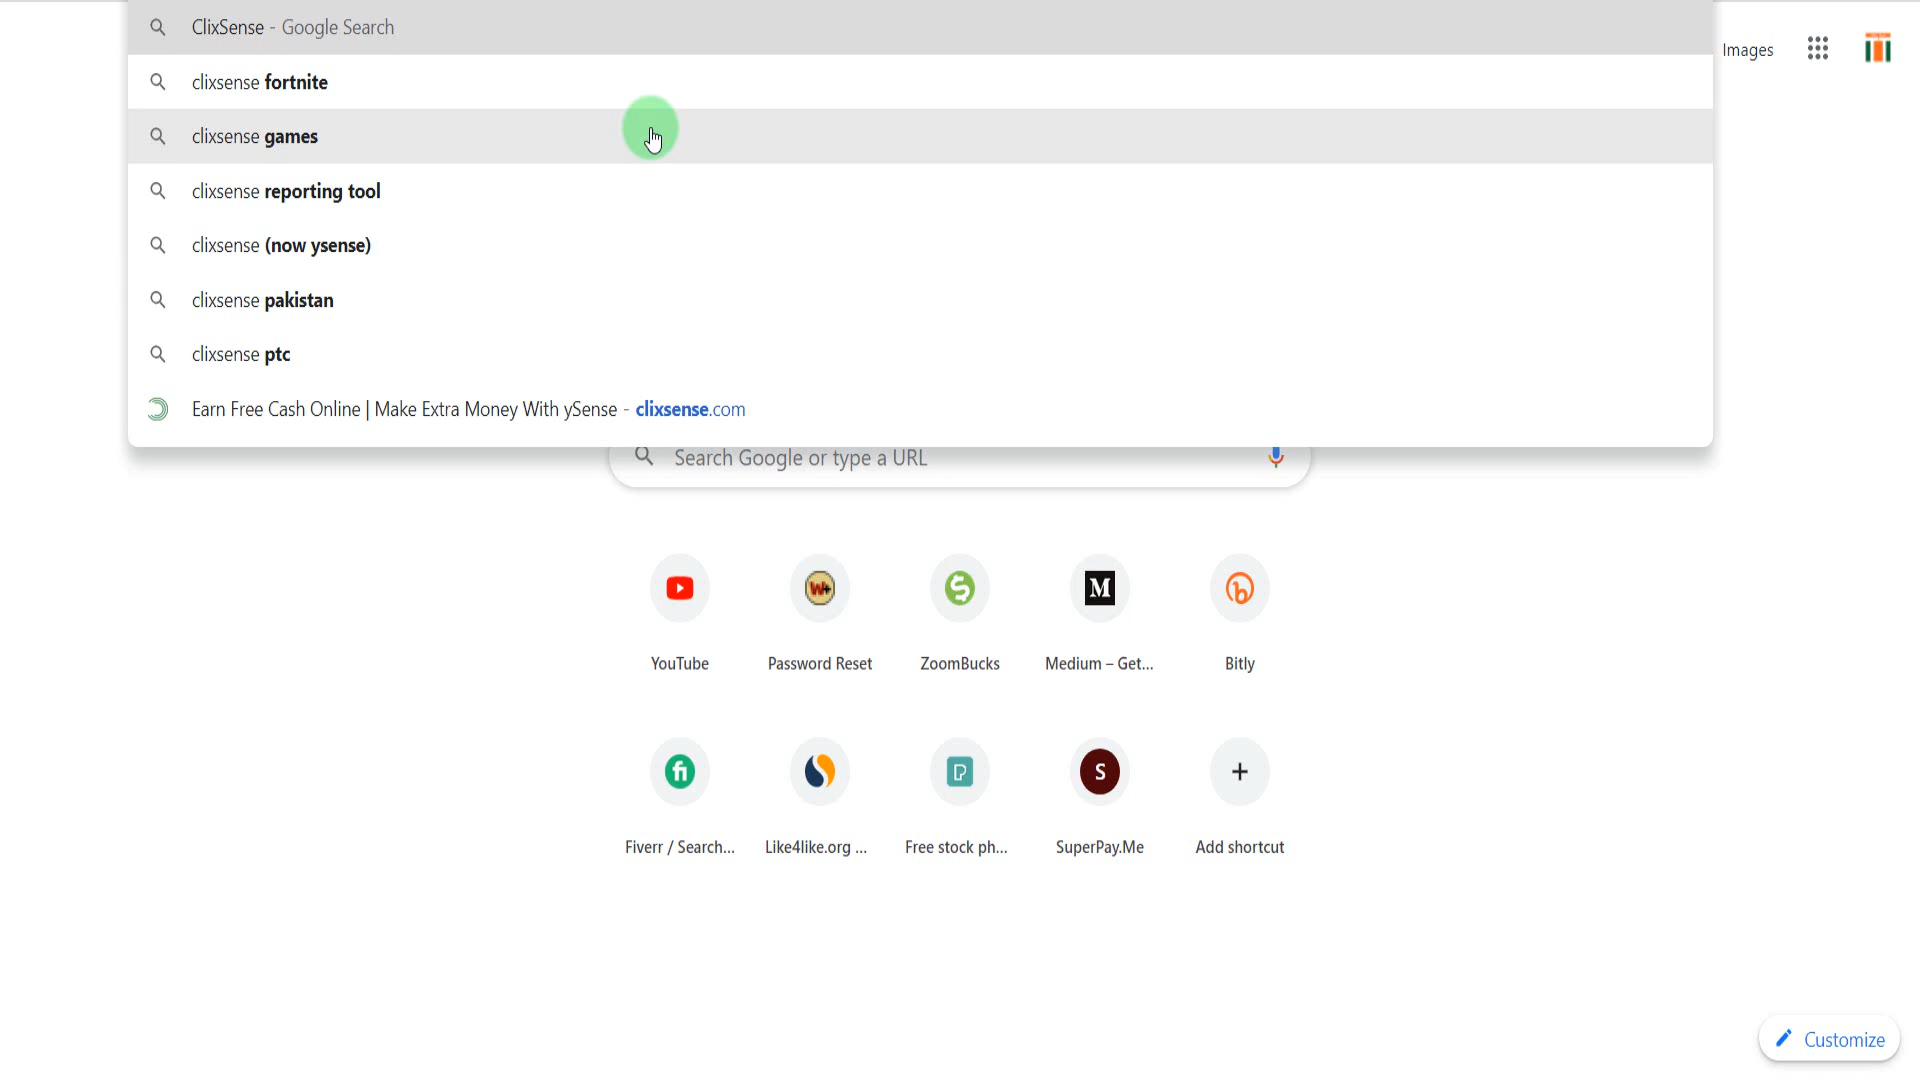 ClixSense - Google Search
Images
clixsense fortnite
clixsense games
clixsense reporting tool
clixsense (now ysense)
clixsense pakistan
clixsense ptc
Earn Free Cash Online | Make Extra Money With ySense - clixsense.com
Search Google or type a URL
W+
M
YouTube
Password Reset
ZoomBucks
Medium – Get...
Bitly
fi
S
Fiverr / Search...
Like4like.org ...
Free stock ph...
SuperPay.Me
Add shortcut
Customize